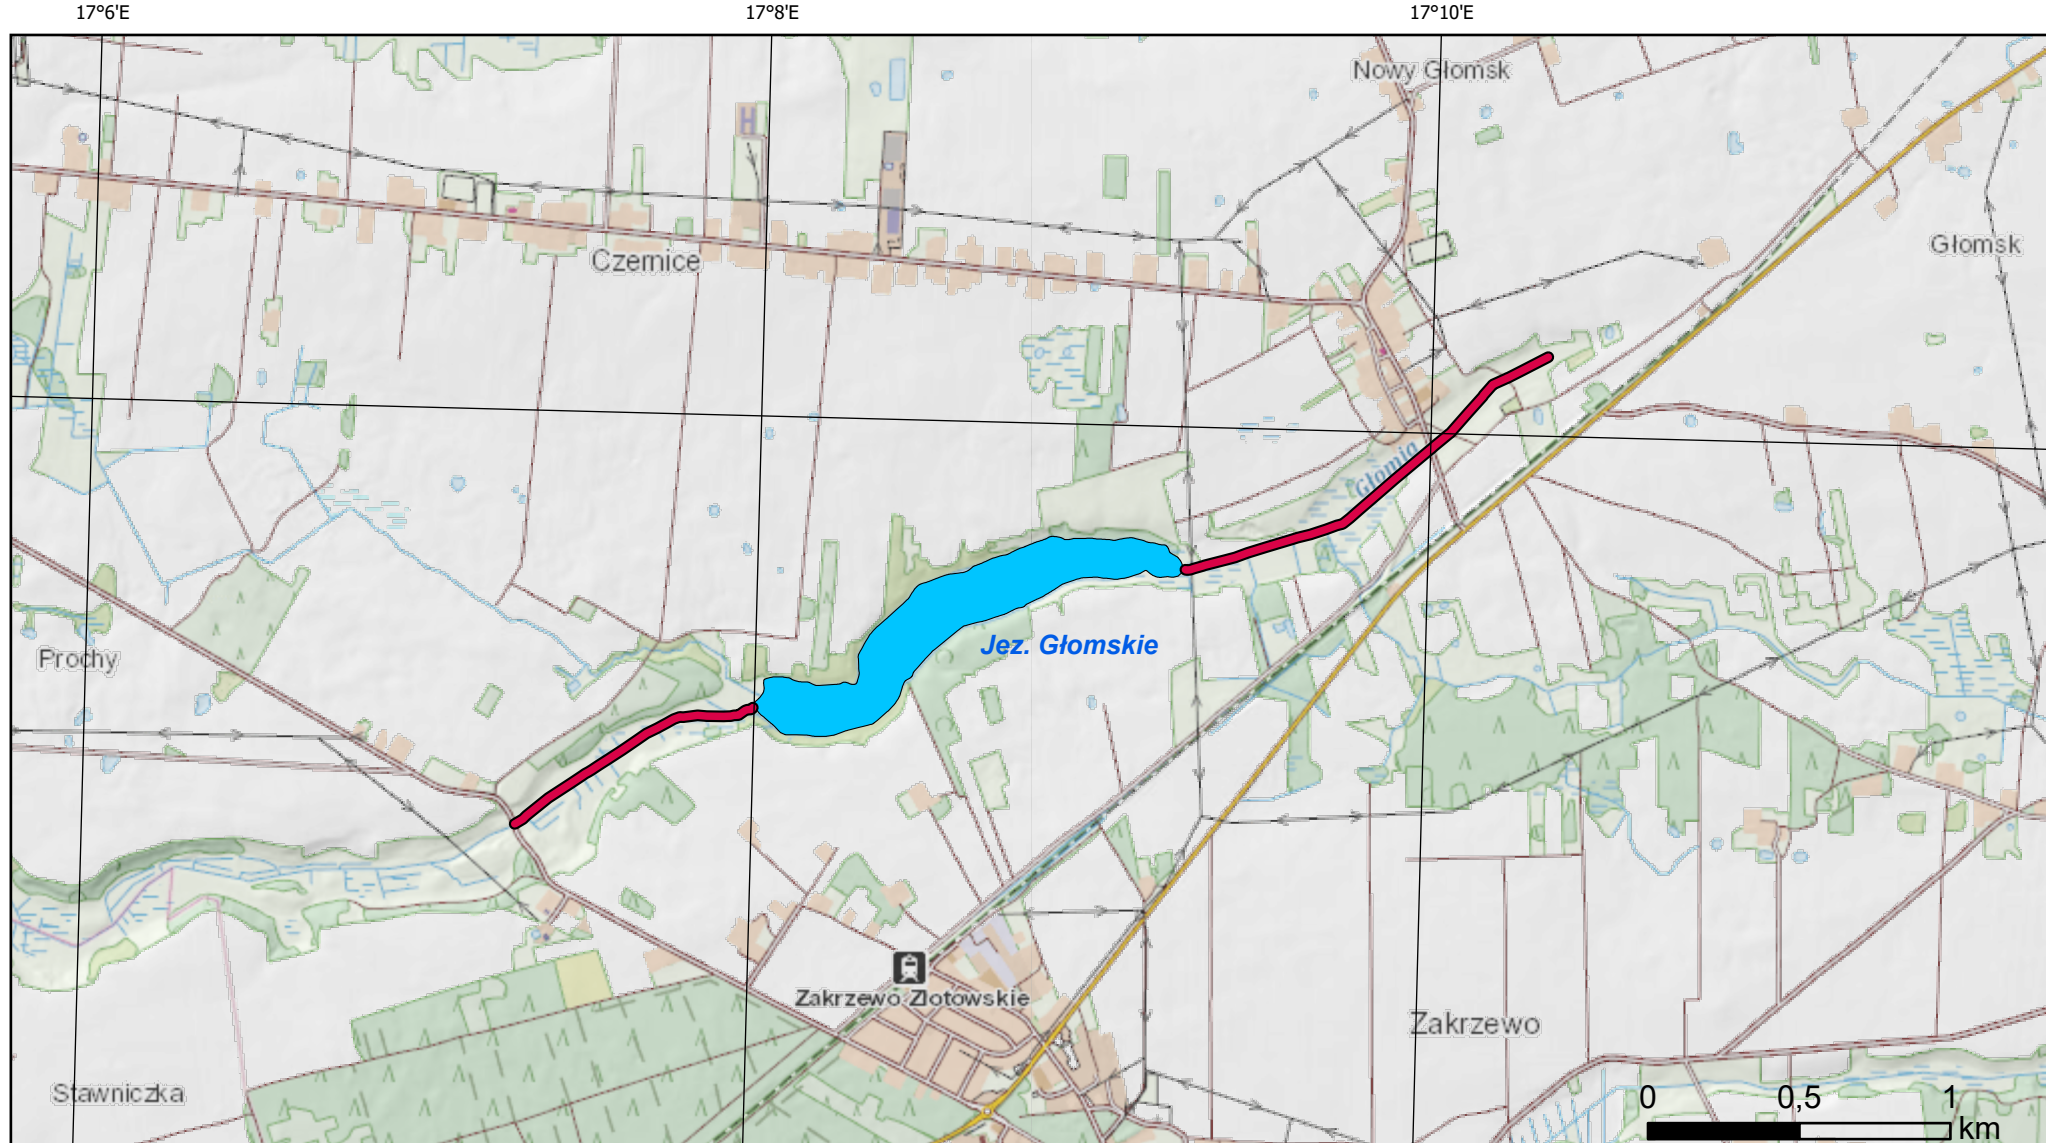 17°6'E
17°8'E
17°10'E
Nowy Głomsk
Głomsk
Czernice
Głomia
Jez. Głomskie
Prochy
Zakrzewo Złotowskie
Zakrzewo
Stawniczka
0 0,5 1
km